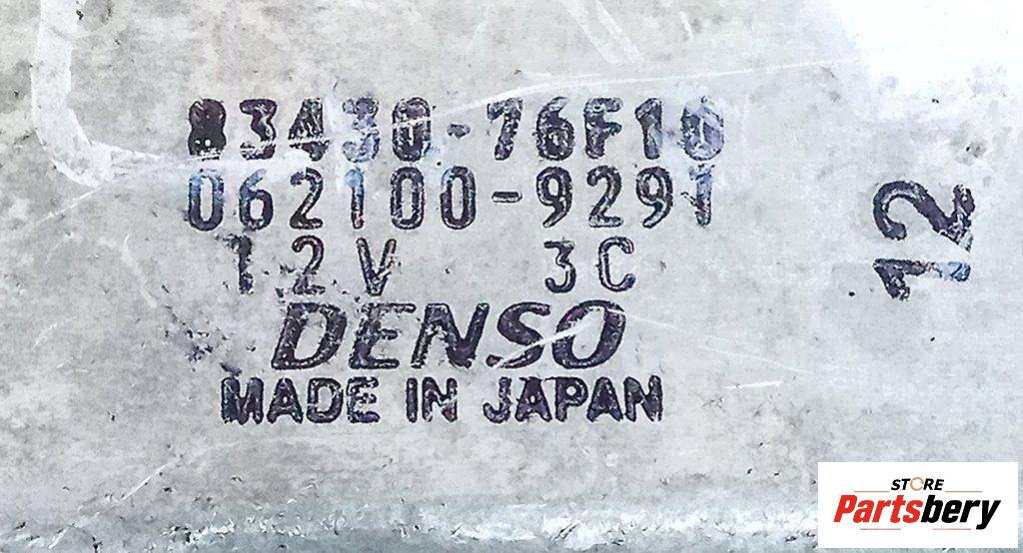 83430-76F10
062100-9291
12V 3C
DENSO
MADE IN JAPAN
12
STORE
Partsbery